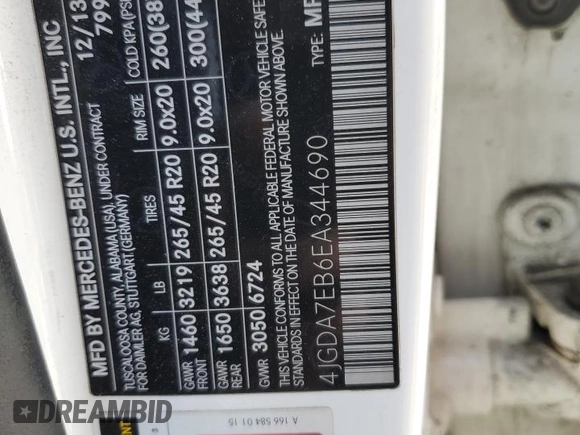 MFD BY MERCEDES-BENZ U.S. INTL., INC
TUSCALOOSA COUNTY, ALABAMA (USA), UNDER CONTRACT
FOR DAIMLER AG, STUTTGART (GERMANY)
12/13
799
KG LB TIRES RIM SIZE COLD KPA (PSI
GAWR FRONT 1460 3219 265/45 R20 9.0x20 260(38
GAWR REAR 1650 3638 265/45 R20 9.0x20 300(44
GVWR 3050/6724
THIS VEHICLE CONFORMS TO ALL APPLICABLE FEDERAL MOTOR VEHICLE SAFE
STANDARDS IN EFFECT ON THE DATE OF MANUFACTURE SHOWN ABOVE.
4JGDA7EB6EA344690
TYPE: MP
A 166 584 01 15
DREAMBID